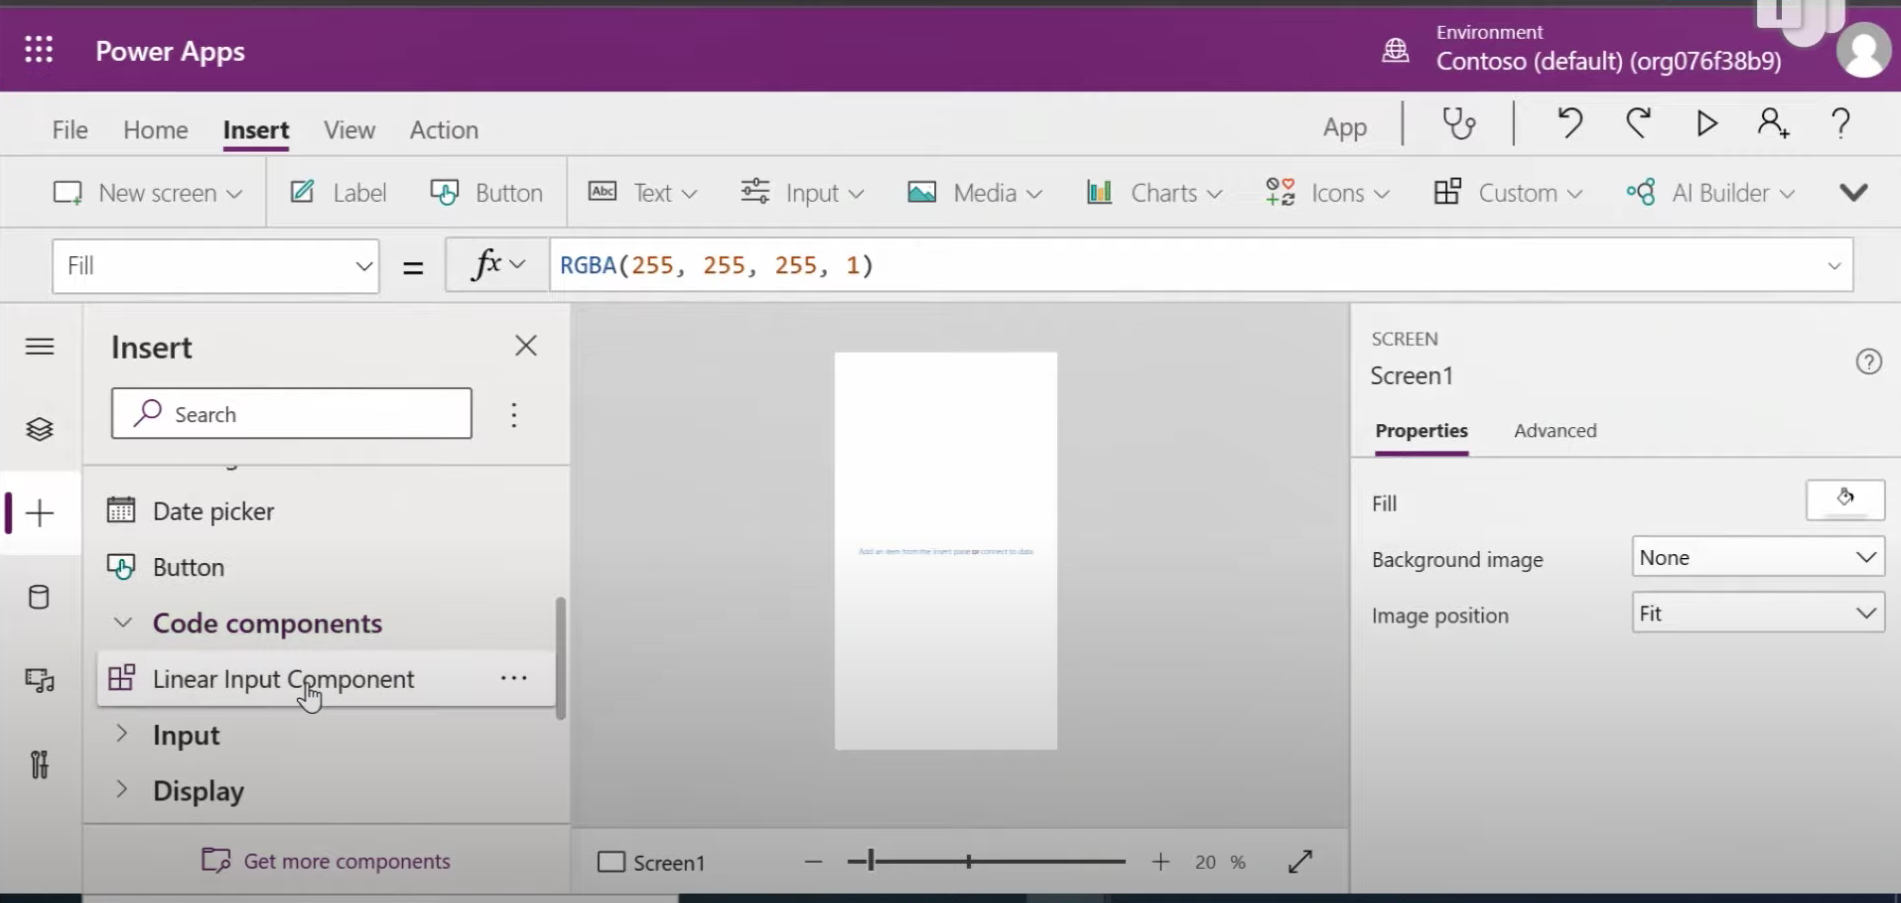 Power Apps
Environment
Contoso (default) (org076f38b9)
File Home Insert View Action App
New screen Label Button Abc Text Input Media Charts Icons Custom AI Builder
Fill = fx RGBA(255, 255, 255, 1)
Insert
Search
Date picker
Button
Code components
Linear Input Component
Input
Display
Get more components
Add an item from the Insert pane or connect to data
Screen1 20 %
SCREEN
Screen1
Properties Advanced
Fill
Background image None
Image position Fit